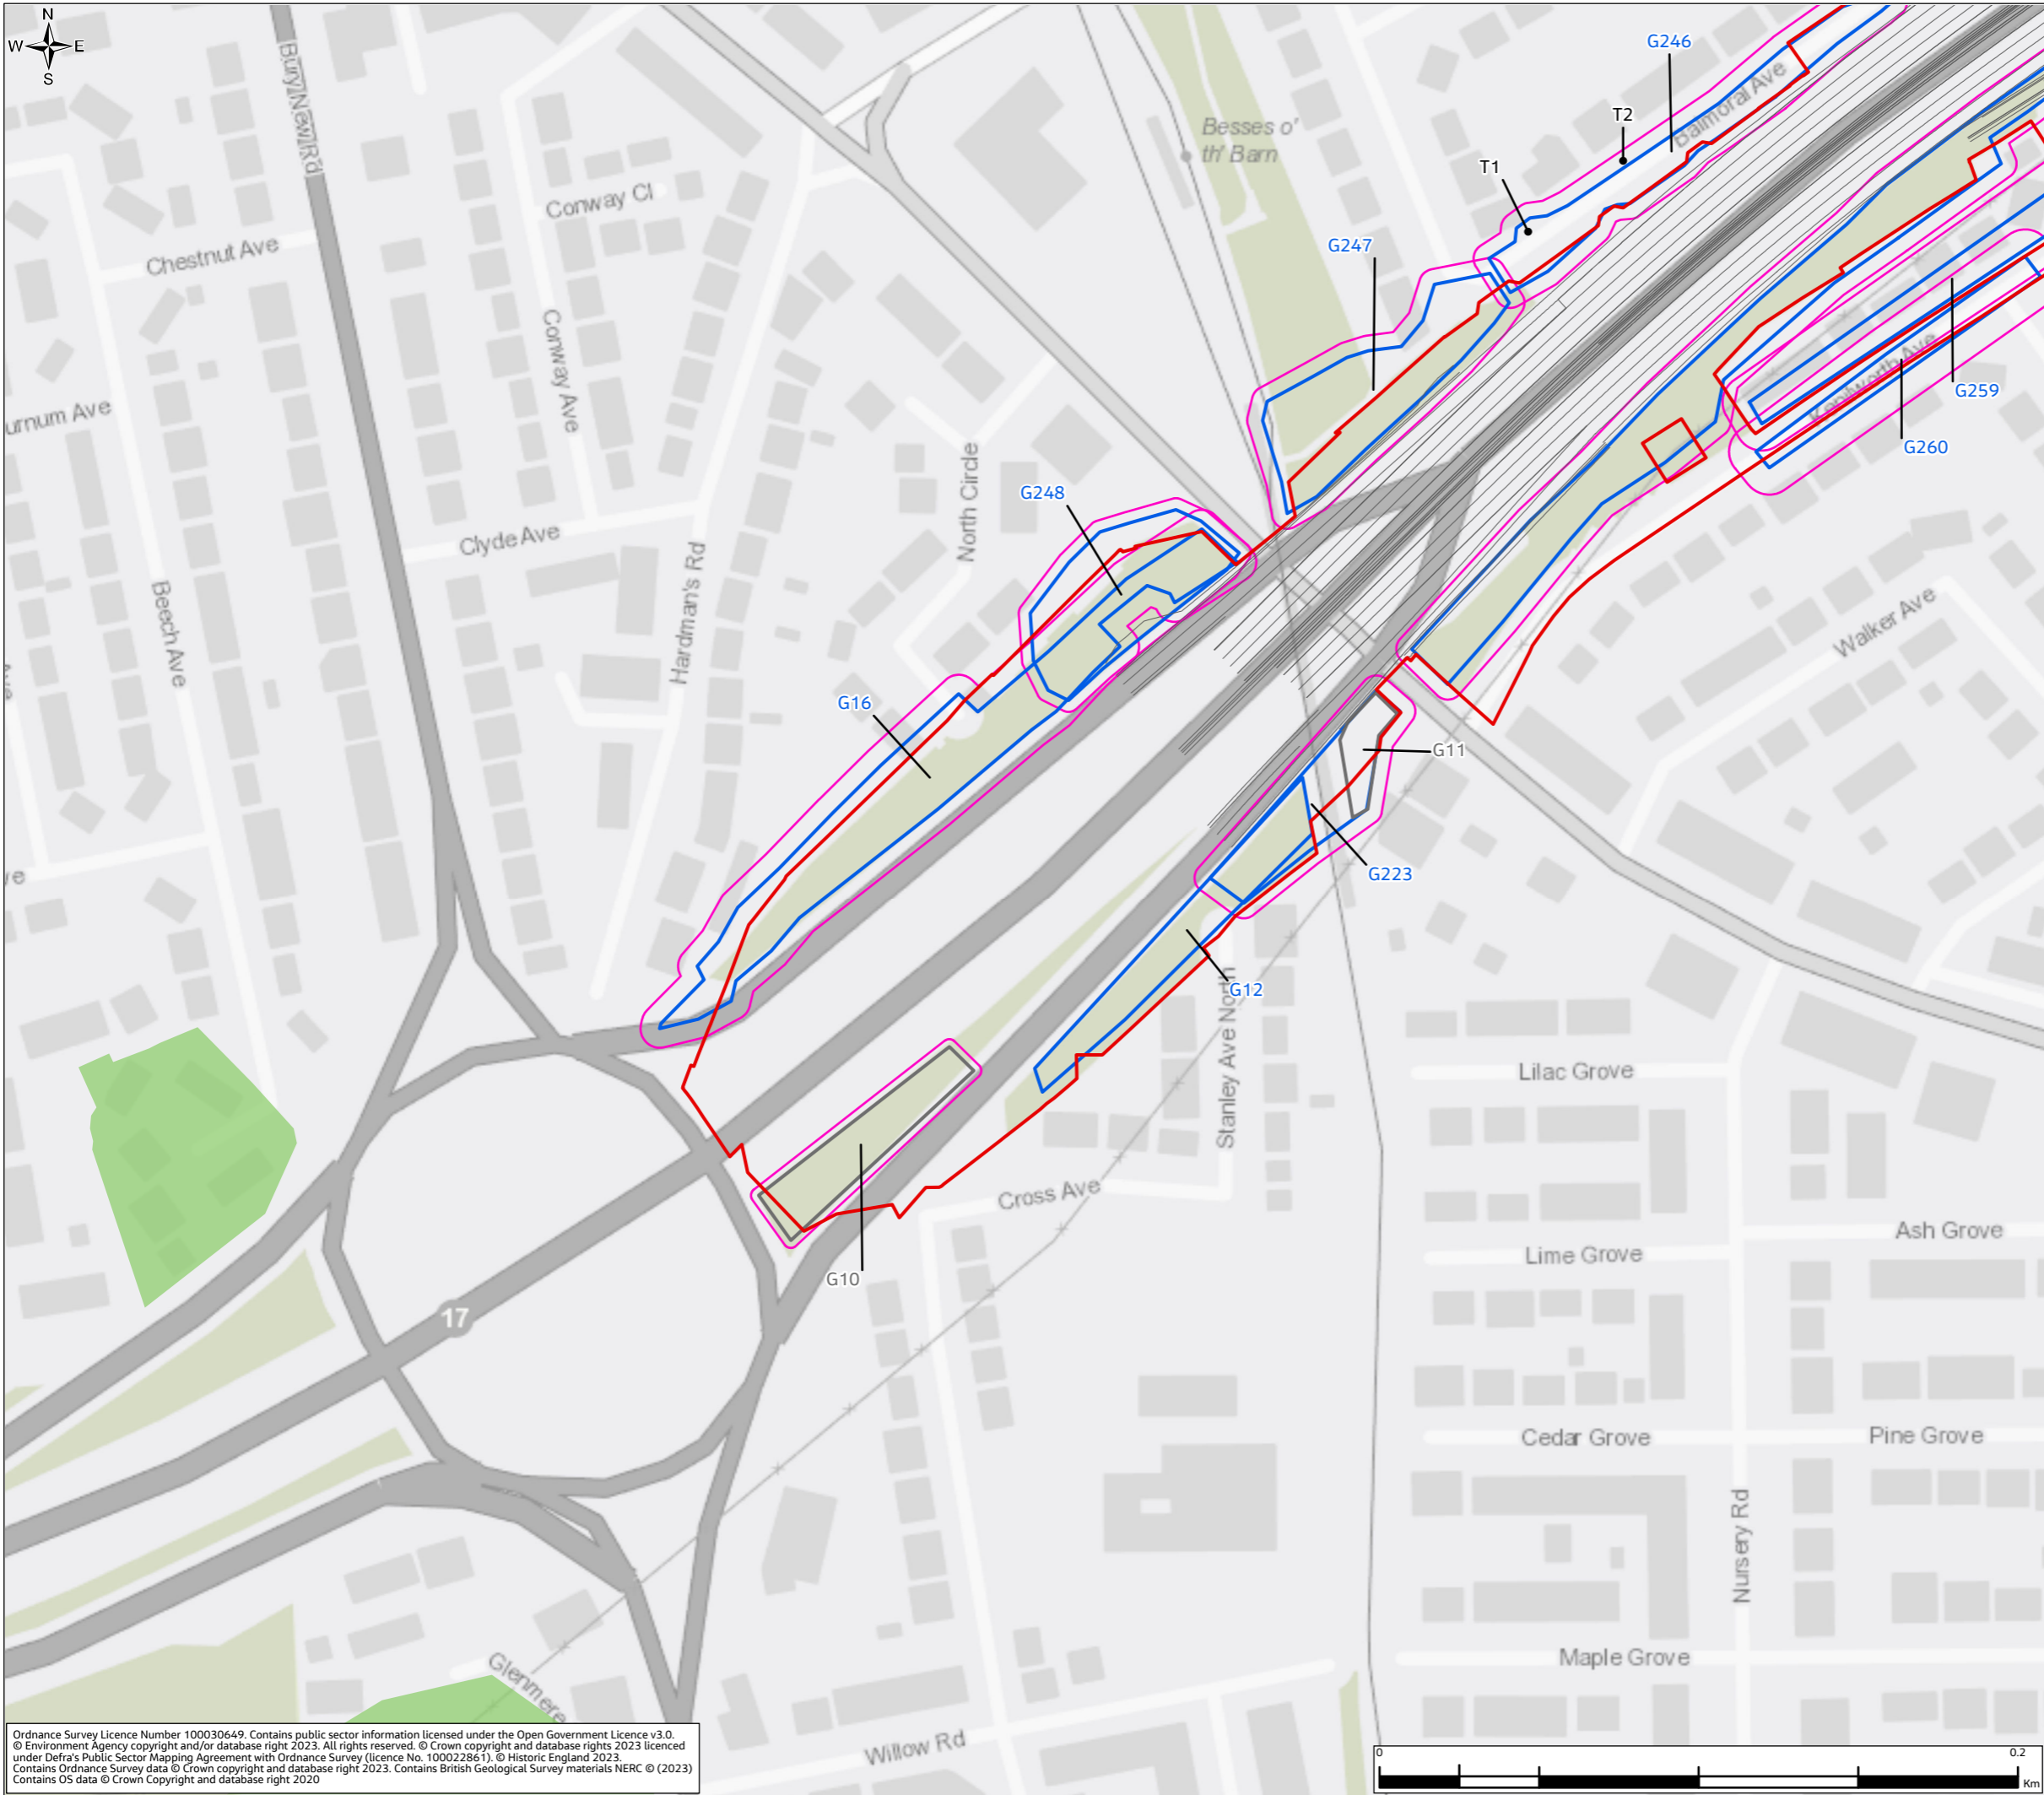 N
W E
S
Bury New Rd
G246
Balmoral Ave
T2
Besses o'
th' Barn
T1
Conway Cl
G247
Chestnut Ave
Conway Ave
Kenilworth Ave
G259
urnum Ave
G260
North Circle
G248
Clyde Ave
Hardman's Rd
Beech Ave
Walker Ave
Ave
G16
G11
ve
G223
G12
Stanley Ave North
Lilac Grove
Cross Ave
Ash Grove
Lime Grove
G10
17
Cedar Grove
Pine Grove
Nursery Rd
Maple Grove
Glenmere
Willow Rd
Ordnance Survey Licence Number 100030649. Contains public sector information licensed under the Open Government Licence v3.0.
© Environment Agency copyright and/or database right 2023. All rights reserved. © Crown copyright and database rights 2023 licenced
under Defra's Public Sector Mapping Agreement with Ordnance Survey (licence No. 100022861). © Historic England 2023.
Contains Ordnance Survey data © Crown copyright and database right 2023. Contains British Geological Survey materials NERC © (2023)
Contains OS data © Crown Copyright and database right 2020
0 0.2
Km